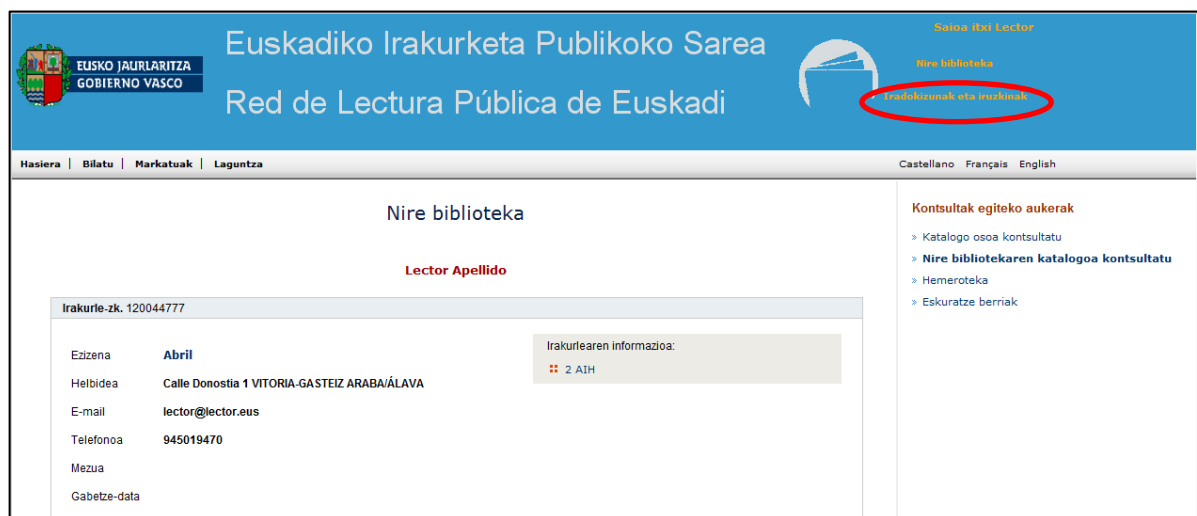 EUSKO JAURLARITZA
GOBIERNO VASCO
Euskadiko Irakurketa Publikoko Sarea
Red de Lectura Pública de Euskadi
Saioa itxi Lector
Nire biblioteka
Iradokizunak eta iruzkinak
Hasiera | Bilatu | Markatuak | Laguntza
Castellano Français English
Nire biblioteka
Lector Apellido
Irakurle-zk. 120044777
Ezizena Abril
Helbidea Calle Donostia 1 VITORIA-GASTEIZ ARABA/ÁLAVA
E-mail lector@lector.eus
Telefonoa 945019470
Mezua
Gabetze-data
Irakurlearen informazioa:
2 AIH
Kontsultak egiteko aukerak
» Katalogo osoa kontsultatu
» Nire bibliotekaren katalogoa kontsultatu
» Hemeroteka
» Eskuratze berriak